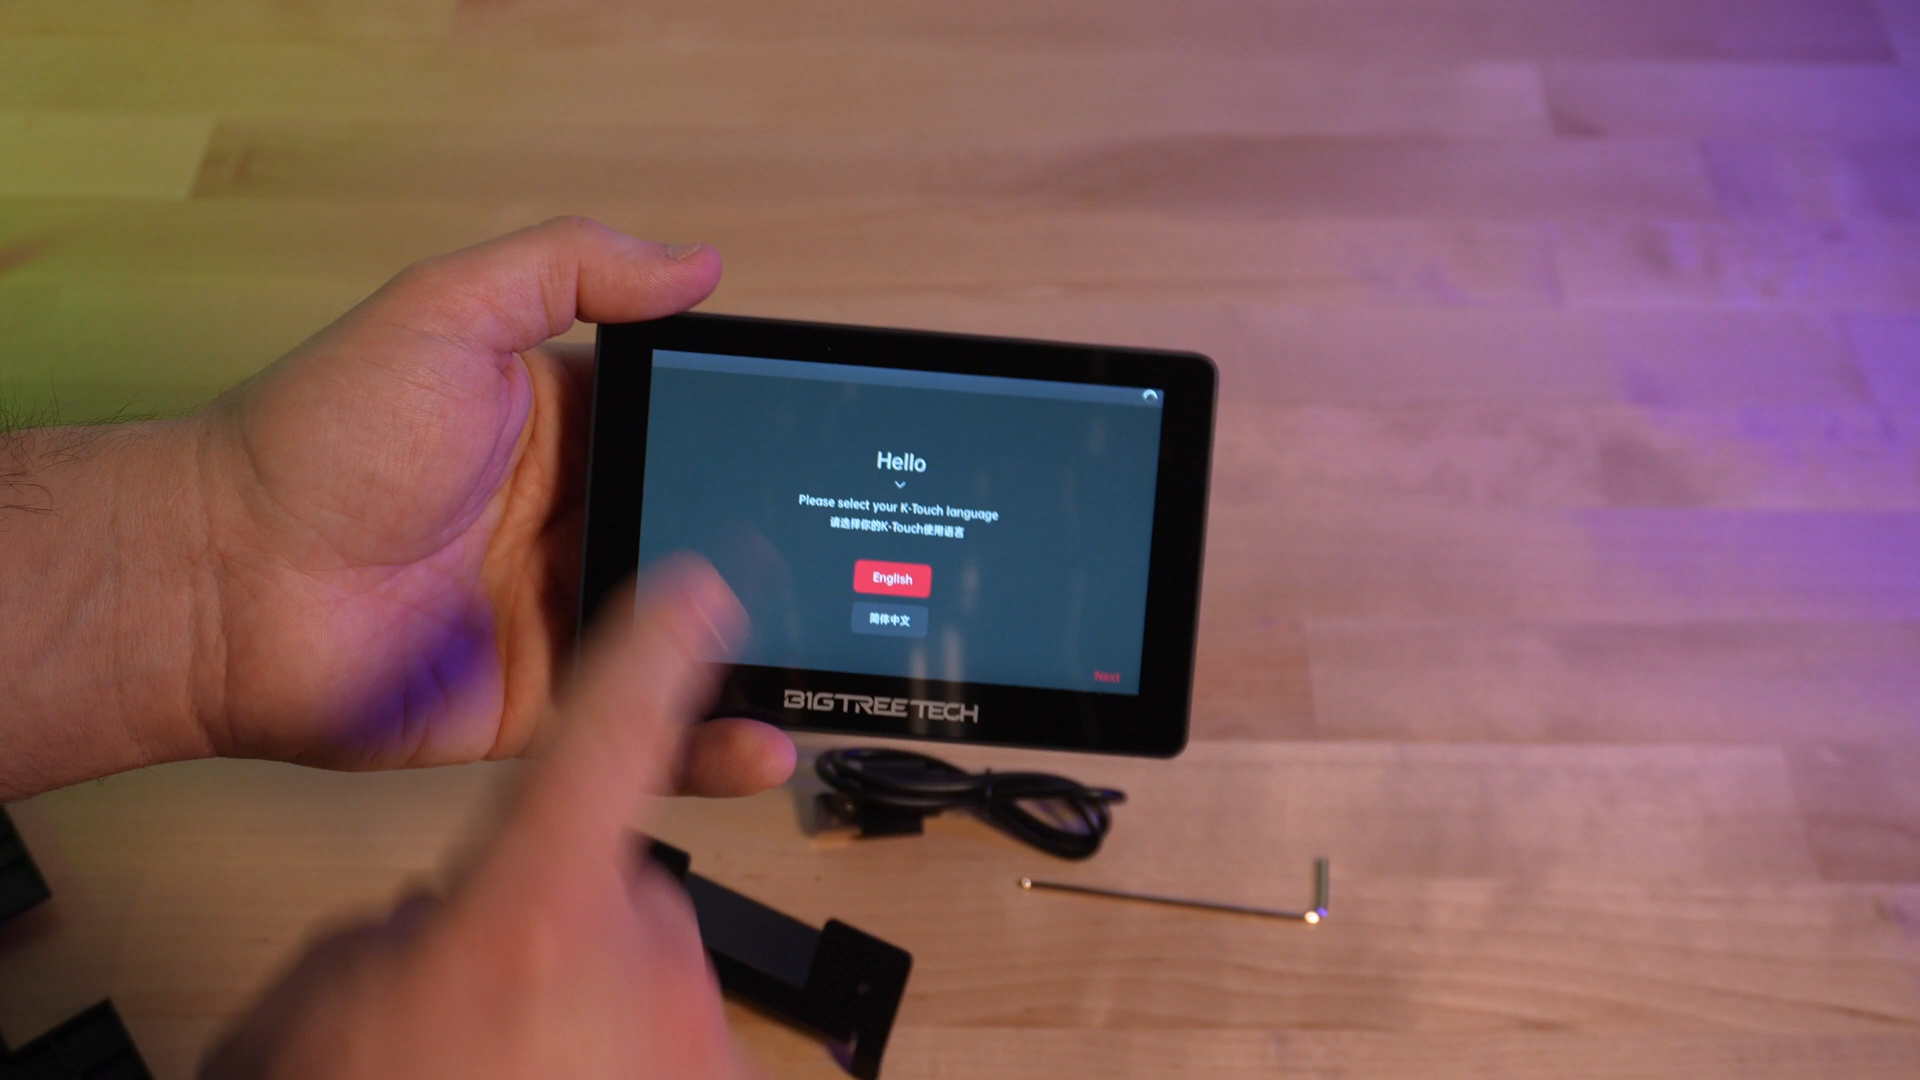 Hello
Please select your K-Touch language
请选择你的K-Touch使用语言
English
简体中文
Next
BIGTREETECH